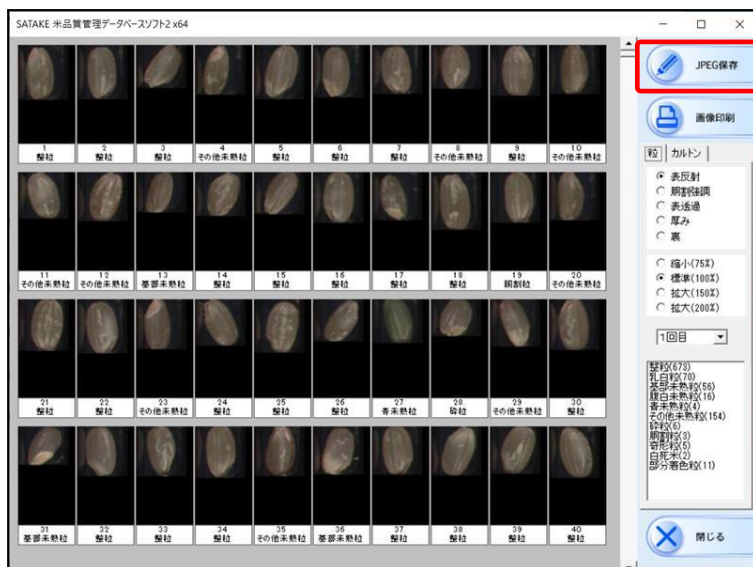 SATAKE 米品質管理データベースソフト2 x64
JPEG保存
画像印刷
粒 カルトン
表反射
胴割強調
表透過
厚み
裏
縮小(75%)
標準(100%)
拡大(150%)
拡大(200%)
1回目
整粒(673)
乳白粒(70)
基部未熟粒(56)
腹白未熟粒(16)
青未熟粒(4)
その他未熟粒(154)
砕粒(6)
胴割粒(3)
奇形粒(5)
白死米(2)
部分着色粒(11)
閉じる
1 2 3 4 5 6 7 8 9 10
整粒 整粒 整粒 その他未熟粒 整粒 整粒 整粒 その他未熟粒 整粒 その他未熟粒
11 12 13 14 15 16 17 18 19 20
その他未熟粒 その他未熟粒 基部未熟粒 整粒 整粒 整粒 整粒 整粒 胴割粒 その他未熟粒
21 22 23 24 25 26 27 28 29 30
整粒 整粒 その他未熟粒 整粒 整粒 整粒 青未熟粒 砕粒 その他未熟粒 整粒
31 32 33 34 35 36 37 38 39 40
基部未熟粒 整粒 整粒 整粒 その他未熟粒 基部未熟粒 整粒 整粒 整粒 整粒